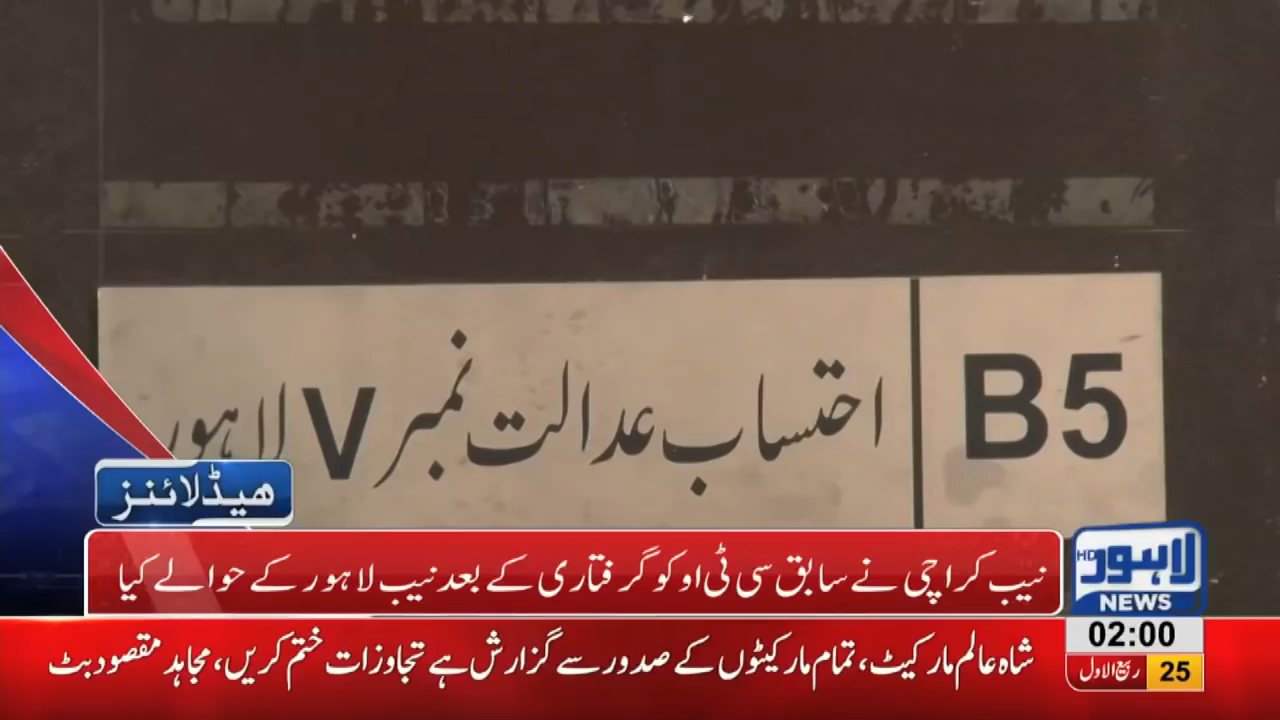 B5
احتساب عدالت نمبر V لاہور
ھیڈلائنز
نیب کراچی نے سابق سی ٹی او کو گرفتاری کے بعد نیب لاہور کے حوالے کیا
لاہور HD
NEWS
شاہ عالم مارکیٹ، تمام مارکیٹوں کے صدور سے گزارش ہے تجاوزات ختم کریں، مجاہد مقصود بٹ
02:00
25 ربیع الاول